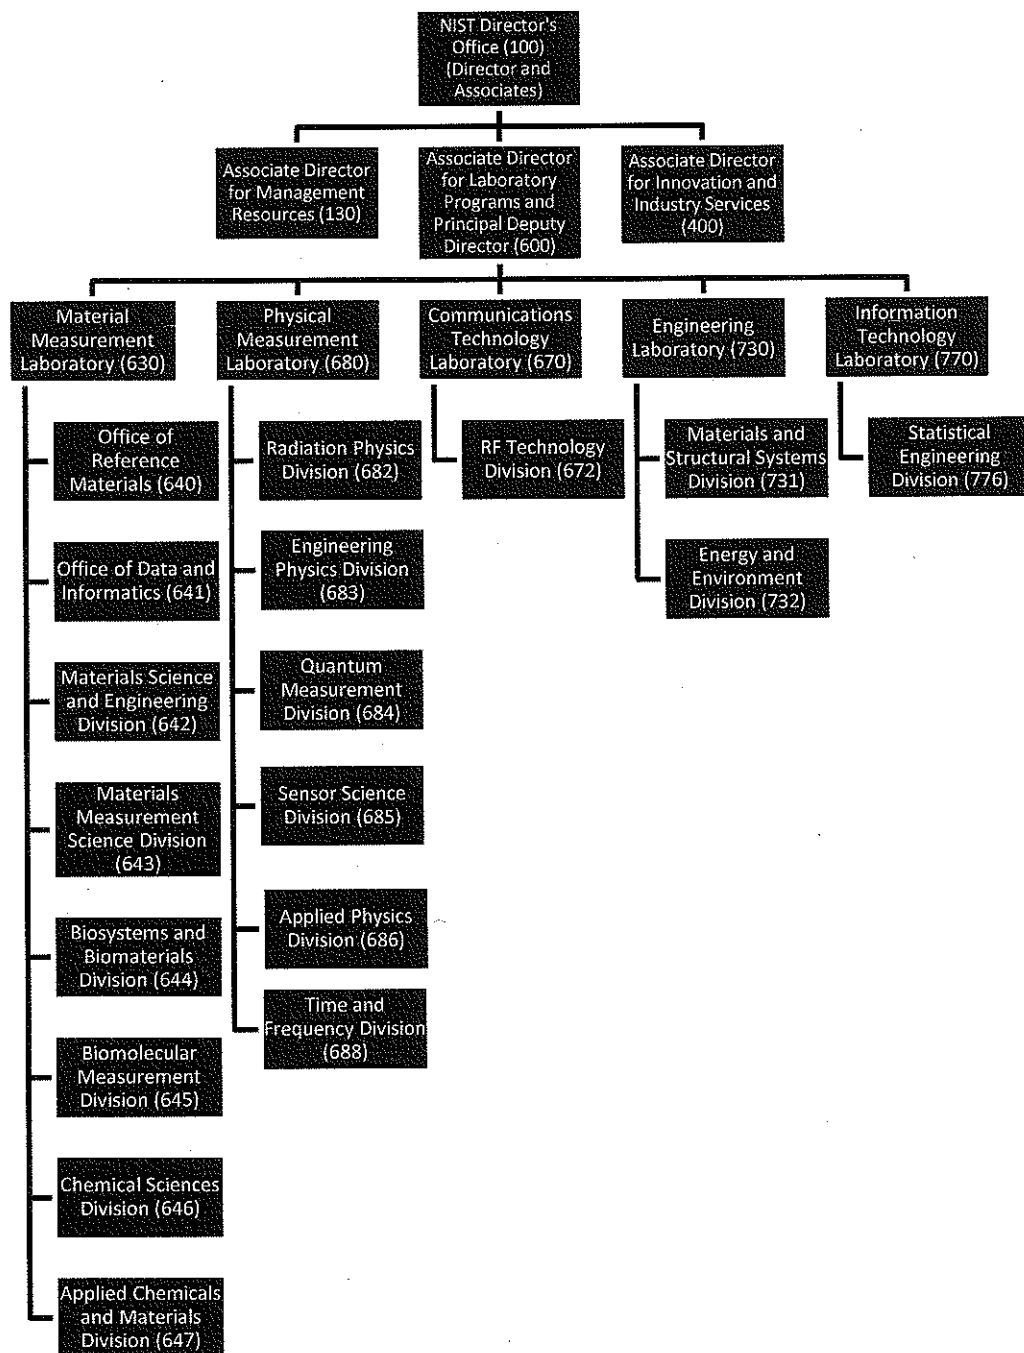 NIST Director's
Office (100)
(Director and
Associates)
Associate Director
for Management
Resources (130)
Associate Director
for Laboratory
Programs and
Principal Deputy
Director (600)
Associate Director
for Innovation and
Industry Services
(400)
Material
Measurement
Laboratory (630)
Physical
Measurement
Laboratory (680)
Communications
Technology
Laboratory (670)
Engineering
Laboratory (730)
Information
Technology
Laboratory (770)
Office of
Reference
Materials (640)
Office of Data and
Informatics (641)
Materials Science
and Engineering
Division (642)
Materials
Measurement
Science Division
(643)
Biosystems and
Biomaterials
Division (644)
Biomolecular
Measurement
Division (645)
Chemical Sciences
Division (646)
Applied Chemicals
and Materials
Division (647)
Radiation Physics
Division (682)
Engineering
Physics Division
(683)
Quantum
Measurement
Division (684)
Sensor Science
Division (685)
Applied Physics
Division (686)
Time and
Frequency Division
(688)
RF Technology
Division (672)
Materials and
Structural Systems
Division (731)
Energy and
Environment
Division (732)
Statistical
Engineering
Division (776)